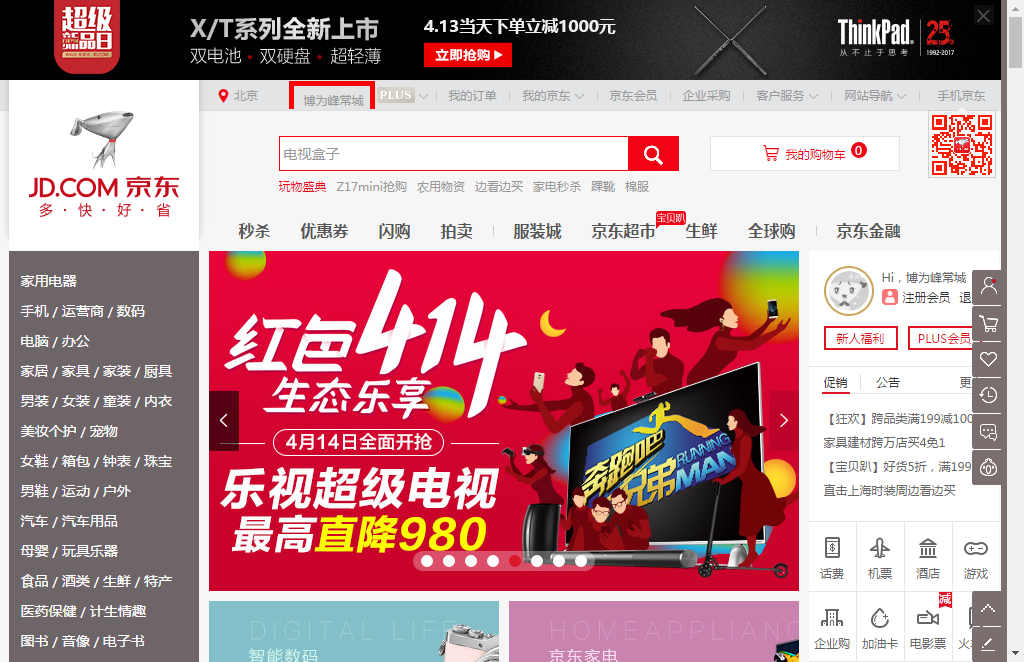 超级
新品日
X/T系列全新上市
双电池 · 双硬盘 · 超轻薄
4.13当天下单立减1000元
立即抢购
ThinkPad
从不止于思考
25
1992-2017
北京
博为峰常城
PLUS
我的订单
我的京东
京东会员
企业采购
客户服务
网站导航
手机京东
JD.COM 京东
多·快·好·省
电视盒子
我的购物车 0
玩物盛典 Z17mini抢购 农用物资 边看边买 家电秒杀 踝靴 棉服
秒杀 优惠券 闪购 拍卖 服装城 京东超市 生鲜 全球购 京东金融
宝贝趴
家用电器
手机 / 运营商 / 数码
电脑 / 办公
家居 / 家具 / 家装 / 厨具
男装 / 女装 / 童装 / 内衣
美妆个护 / 宠物
女鞋 / 箱包 / 钟表 / 珠宝
男鞋 / 运动 / 户外
汽车 / 汽车用品
母婴 / 玩具乐器
食品 / 酒类 / 生鲜 / 特产
医药保健 / 计生情趣
图书 / 音像 / 电子书
红色414
生态乐享
4月14日全面开抢
乐视超级电视
最高直降980
奔跑吧
兄弟
RUNNING
MAN
Hi，博为峰常城
注册会员 退
新人福利
PLUS会员
促销 公告 更
【狂欢】跨品类满199减100
家具建材跨万店买4免1
【宝贝趴】好货5折，满199
直击上海时装周边看边买
话费 机票 酒店 游戏
减
企业购 加油卡 电影票 火
DIGITAL LIFE
智能数码
HOMEAPPLIANC
京东家电